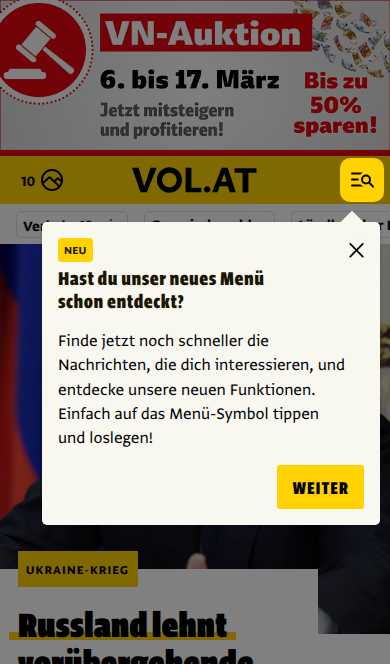 VN-Auktion
6. bis 17. März
Jetzt mitsteigern
und profitieren!
Bis zu
50%
sparen!
10
VOL.AT
NEU
Hast du unser neues Menü
schon entdeckt?
Finde jetzt noch schneller die
Nachrichten, die dich interessieren, und
entdecke unsere neuen Funktionen.
Einfach auf das Menü-Symbol tippen
und loslegen!
WEITER
UKRAINE-KRIEG
Russland lehnt
vorübergehende